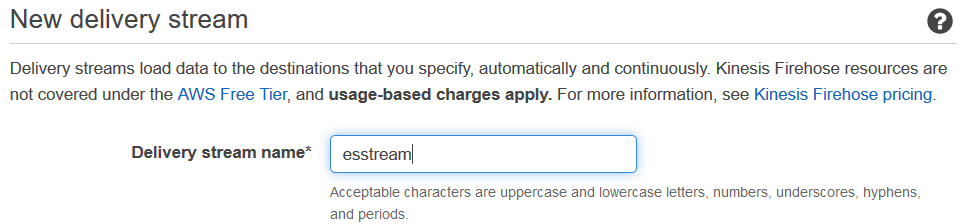 New delivery stream
?
Delivery streams load data to the destinations that you specify, automatically and continuously. Kinesis Firehose resources are
not covered under the AWS Free Tier, and usage-based charges apply. For more information, see Kinesis Firehose pricing.
Delivery stream name* esstream
Acceptable characters are uppercase and lowercase letters, numbers, underscores, hyphens,
and periods.